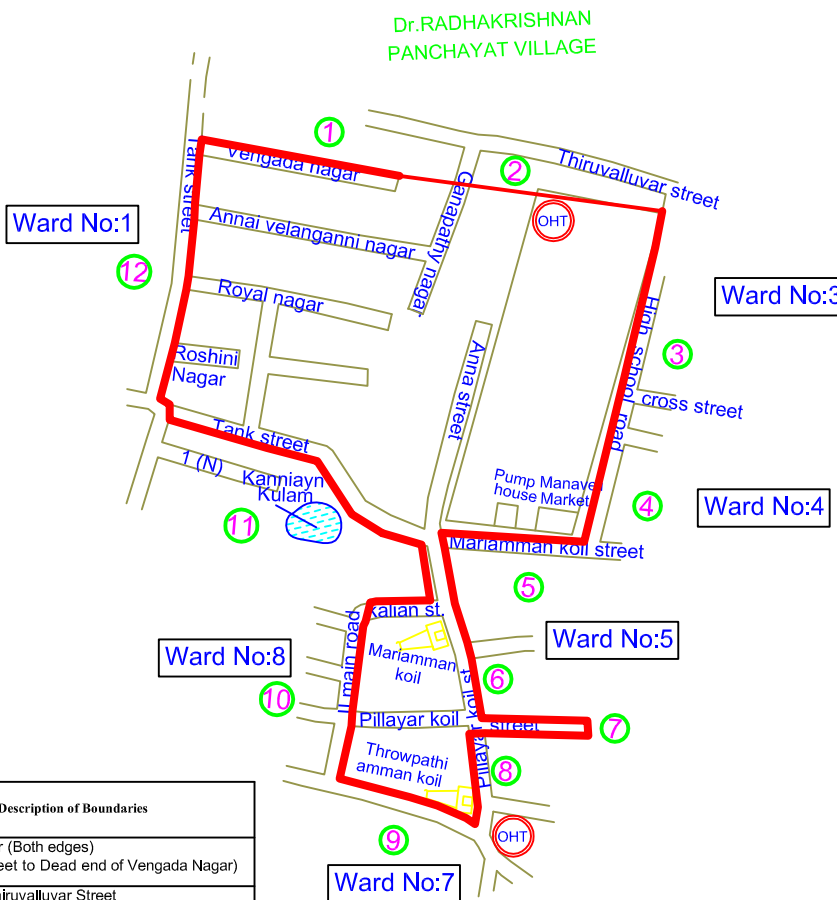 Dr.RADHAKRISHNAN
PANCHAYAT VILLAGE
1
2
Thiruvalluvar street
Vengada nagar
Tank street
Ganapathy nagar
OHT
Ward No:1
Annai velanganni nagar
12
Royal nagar
Ward No:3
High school road
3
Roshini
Nagar
Anna street
cross street
Tank street
1 (N)
Kanniayn
Kulam
Pump Manavel
house Market
4
Ward No:4
11
Mariamman koil street
5
kalian st.
Ward No:5
II main road
Mariamman
koil
Ward No:8
6
10
Pillayar koil st
Pillayar koil street
7
Throwpathi
amman koil
8
Description of Boundaries
9
OHT
r (Both edges)
eet to Dead end of Vengada Nagar)
Ward No:7
hiruvalluvar Street